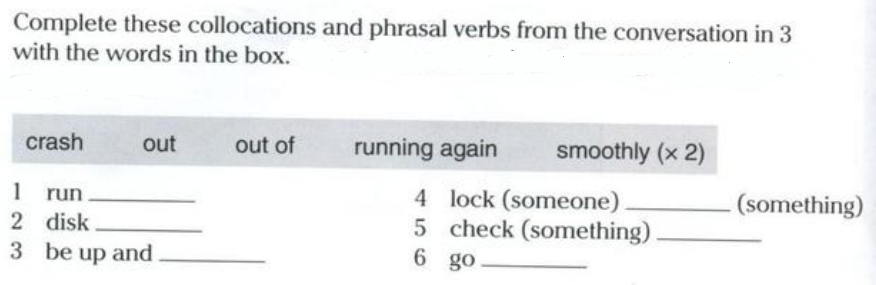 Complete these collocations and phrasal verbs from the conversation in 3
with the words in the box.
crash out out of running again smoothly (× 2)
1 run ________
2 disk ________
3 be up and ________
4 lock (someone) ________ (something)
5 check (something) ________
6 go ________